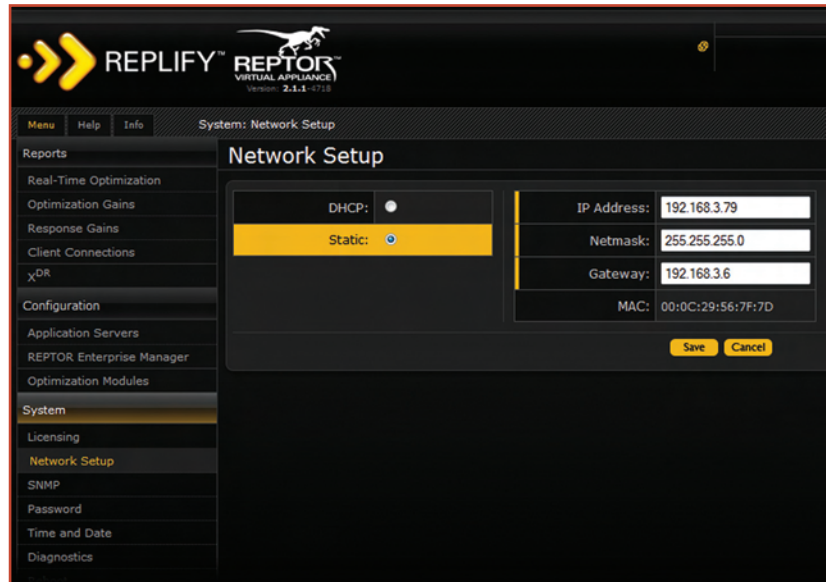 REPLIFY™
REPTOR™
VIRTUAL APPLIANCE
Version: 2.1.1-4718
Menu Help Info System: Network Setup
Reports
Real-Time Optimization
Optimization Gains
Response Gains
Client Connections
XDR
Configuration
Application Servers
REPTOR Enterprise Manager
Optimization Modules
System
Licensing
Network Setup
SNMP
Password
Time and Date
Diagnostics
Network Setup
DHCP:
Static:
IP Address: 192.168.3.79
Netmask: 255.255.255.0
Gateway: 192.168.3.6
MAC: 00:0C:29:56:7F:7D
Save Cancel